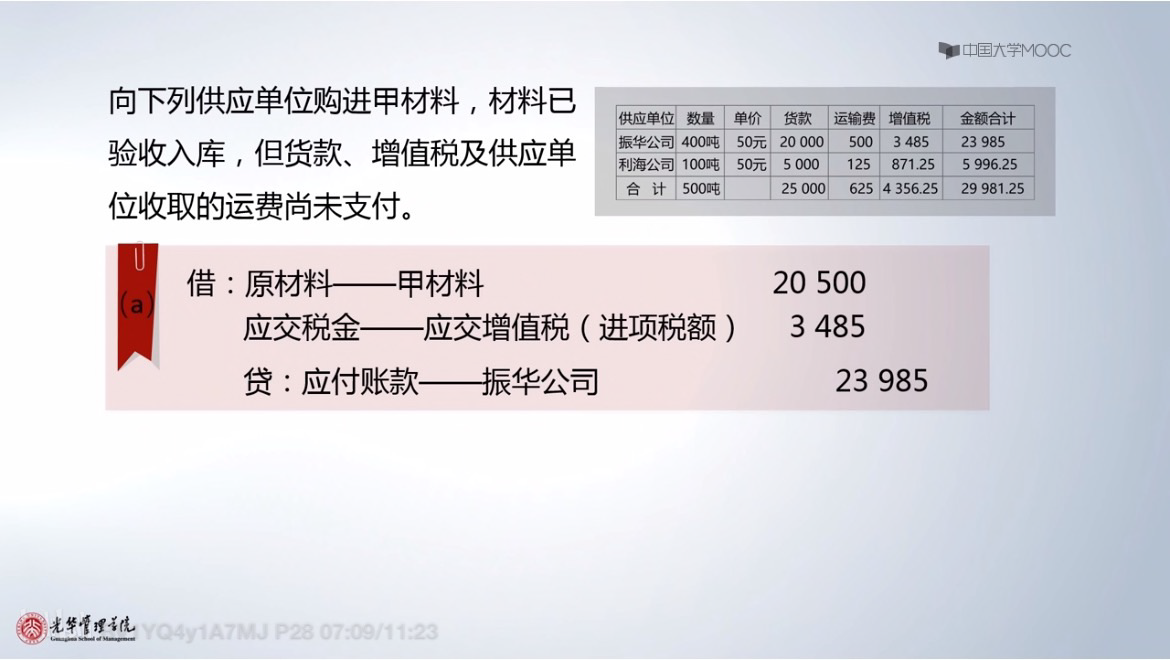 中国大学MOOC
向下列供应单位购进甲材料，材料已
验收入库，但货款、增值税及供应单
位收取的运费尚未支付。
供应单位 数量 单价 货款 运输费 增值税 金额合计
振华公司 400吨 50元 20 000 500 3 485 23 985
利海公司 100吨 50元 5 000 125 871.25 5 996.25
合 计 500吨 25 000 625 4 356.25 29 981.25
(a)
借：原材料——甲材料 20 500
应交税金——应交增值税（进项税额） 3 485
贷：应付账款——振华公司 23 985
光华管理学院
Guanghua School of Management
YQ4y1A7MJ P28 07:09/11:23